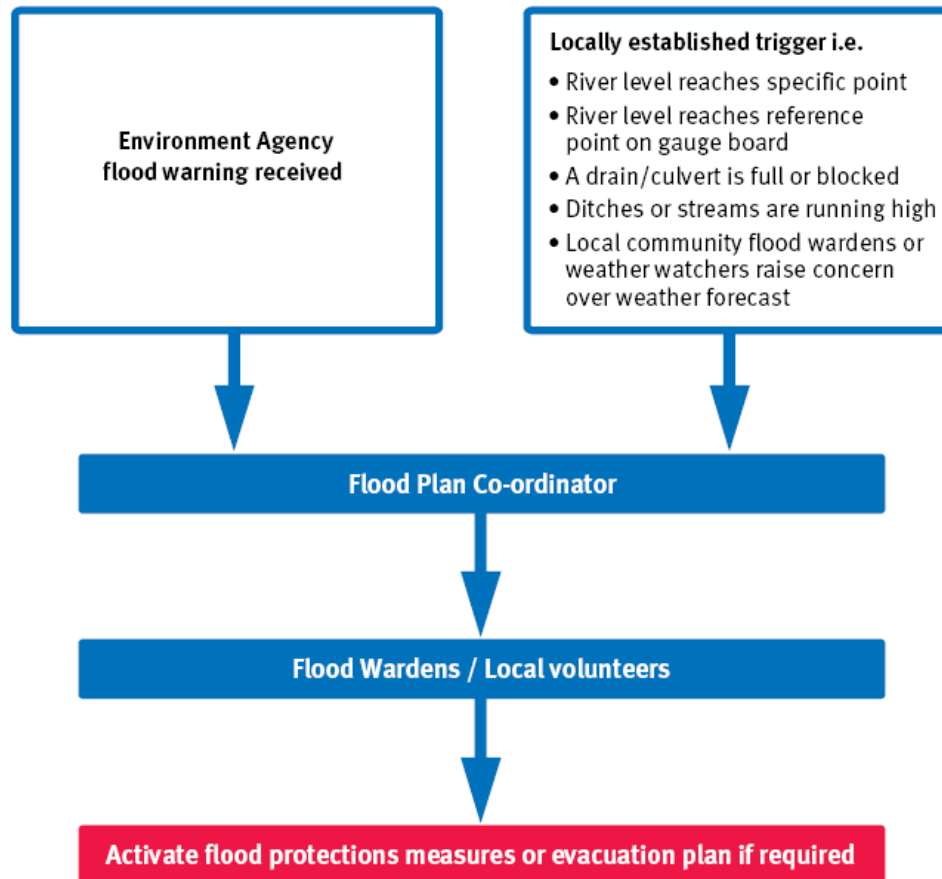 Environment Agency
flood warning received
Locally established trigger i.e.
• River level reaches specific point
• River level reaches reference
point on gauge board
• A drain/culvert is full or blocked
• Ditches or streams are running high
• Local community flood wardens or
weather watchers raise concern
over weather forecast
Flood Plan Co-ordinator
Flood Wardens / Local volunteers
Activate flood protections measures or evacuation plan if required